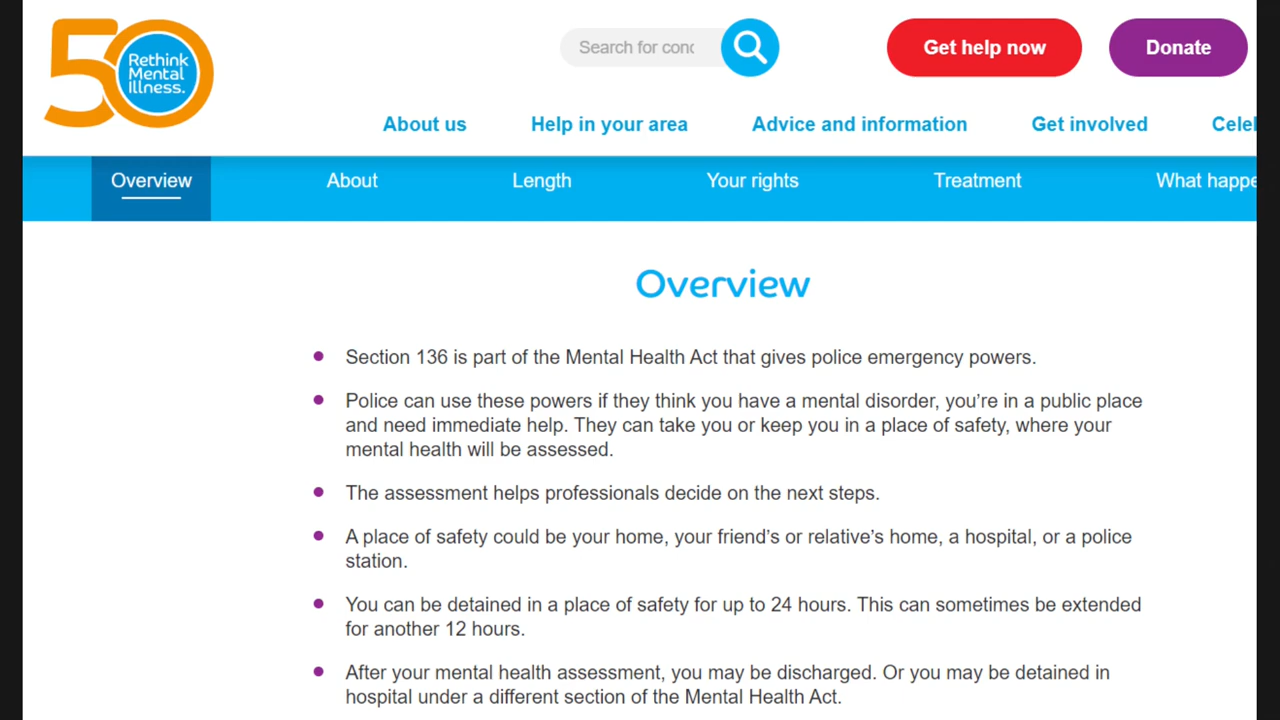 50
Rethink
Mental
Illness.
Search for conc
Get help now
Donate
About us
Help in your area
Advice and information
Get involved
Overview
About
Length
Your rights
Treatment
What happe
Overview
Section 136 is part of the Mental Health Act that gives police emergency powers.
Police can use these powers if they think you have a mental disorder, you’re in a public place
and need immediate help. They can take you or keep you in a place of safety, where your
mental health will be assessed.
The assessment helps professionals decide on the next steps.
A place of safety could be your home, your friend’s or relative’s home, a hospital, or a police
station.
You can be detained in a place of safety for up to 24 hours. This can sometimes be extended
for another 12 hours.
After your mental health assessment, you may be discharged. Or you may be detained in
hospital under a different section of the Mental Health Act.